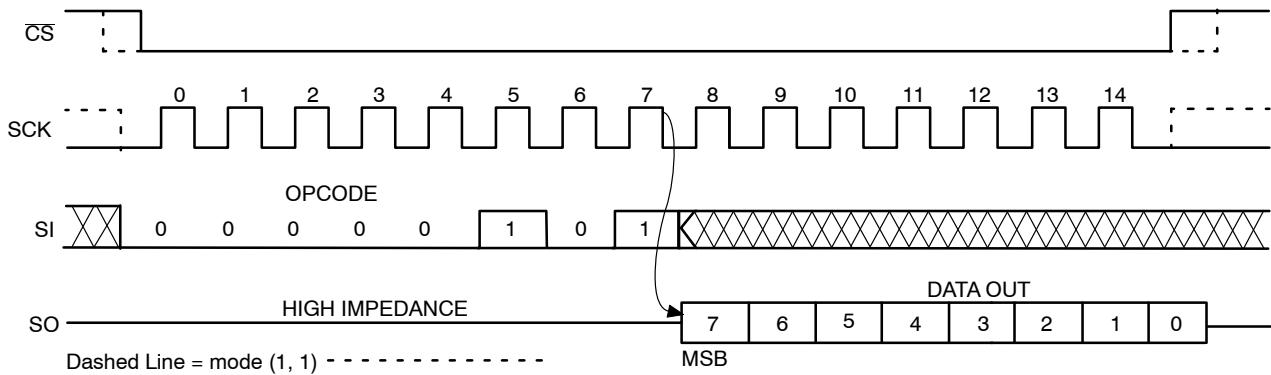 CS
0 1 2 3 4 5 6 7 8 9 10 11 12 13 14
SCK
OPCODE
SI 0 0 0 0 0 1 0 1
HIGH IMPEDANCE
DATA OUT
SO 7 6 5 4 3 2 1 0
Dashed Line = mode (1, 1)
MSB